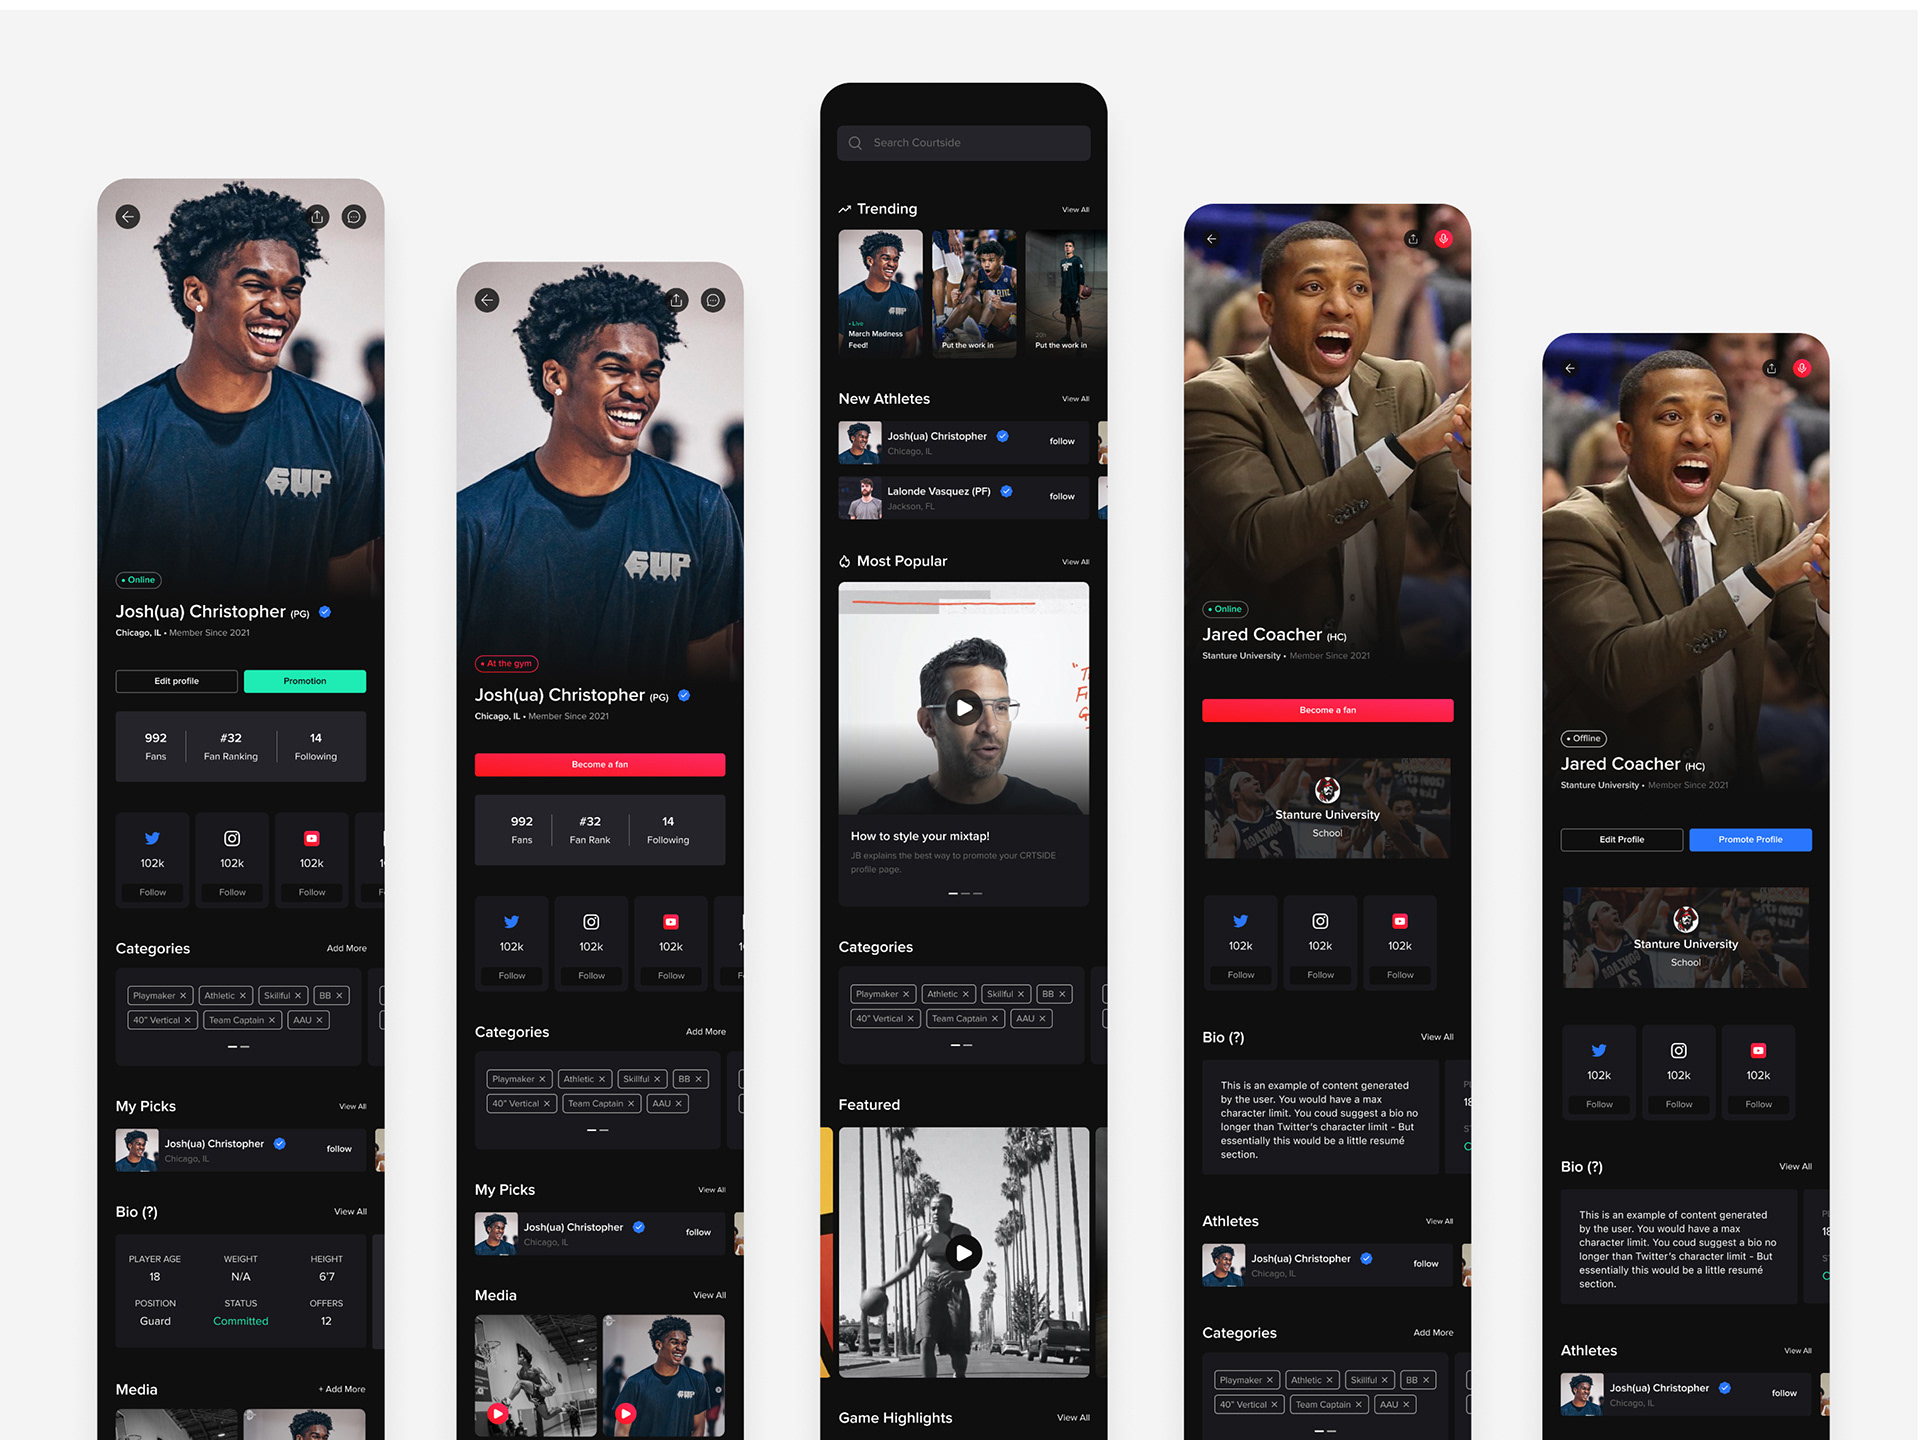 6UP
• Online
Josh(ua) Christopher (PG)
Chicago, IL • Member Since 2021
Edit profile
Promotion
992
#32
14
Fans
Fan Ranking
Following
102k
102k
102k
Follow
Follow
Follow
Categories
Add More
Playmaker ×
Athletic ×
Skillful ×
BB ×
40” Vertical ×
Team Captain ×
AAU ×
My Picks
View All
Josh(ua) Christopher
Chicago, IL
follow
Bio (?)
View All
PLAYER AGE
WEIGHT
HEIGHT
18
N/A
6’7
POSITION
STATUS
OFFERS
Guard
Committed
12
Media
+ Add More
6UP
• At the gym
Josh(ua) Christopher (PG)
Chicago, IL • Member Since 2021
Become a fan
992
#32
14
Fans
Fan Rank
Following
102k
102k
102k
Follow
Follow
Follow
Categories
Add More
Playmaker ×
Athletic ×
Skillful ×
BB ×
40” Vertical ×
Team Captain ×
AAU ×
My Picks
View All
Josh(ua) Christopher
Chicago, IL
follow
Media
View All
Search Courtside
Trending
View All
• Live
March Madness
Feed!
Put the work in
20h
Put the work in
New Athletes
View All
Josh(ua) Christopher
Chicago, IL
follow
Lalonde Vasquez (PF)
Jackson, FL
follow
Most Popular
View All
How to style your mixtap!
JB explains the best way to promote your CRTSIDE
profile page.
Categories
Playmaker ×
Athletic ×
Skillful ×
BB ×
40” Vertical ×
Team Captain ×
AAU ×
Featured
Game Highlights
View All
• Online
Jared Coacher (HC)
Stanture University • Member Since 2021
Become a fan
Stanture University
School
102k
102k
102k
Follow
Follow
Follow
Bio (?)
View All
This is an example of content generated
by the user. You would have a max
character limit. You coud suggest a bio no
longer than Twitter’s character limit - But
essentially this would be a little resumé
section.
Athletes
View All
Josh(ua) Christopher
Chicago, IL
follow
Categories
Add More
Playmaker ×
Athletic ×
Skillful ×
BB ×
40” Vertical ×
Team Captain ×
AAU ×
• Offline
Jared Coacher (HC)
Stanture University • Member Since 2021
Edit Profile
Promote Profile
Stanture University
School
102k
102k
102k
Follow
Follow
Follow
Bio (?)
View All
This is an example of content generated
by the user. You would have a max
character limit. You coud suggest a bio no
longer than Twitter’s character limit - But
essentially this would be a little resumé
section.
Athletes
View All
Josh(ua) Christopher
Chicago, IL
follow